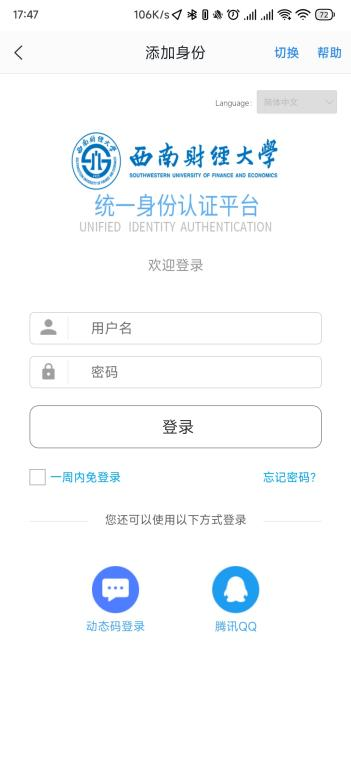 17:47 106K/s 72
添加身份 切换 帮助
Language: 简体中文
西南财经大学
SOUTHWESTERN UNIVERSITY OF FINANCE AND ECONOMICS
统一身份认证平台
UNIFIED IDENTITY AUTHENTICATION
欢迎登录
用户名
密码
登录
一周内免登录 忘记密码?
您还可以使用以下方式登录
动态码登录 腾讯QQ